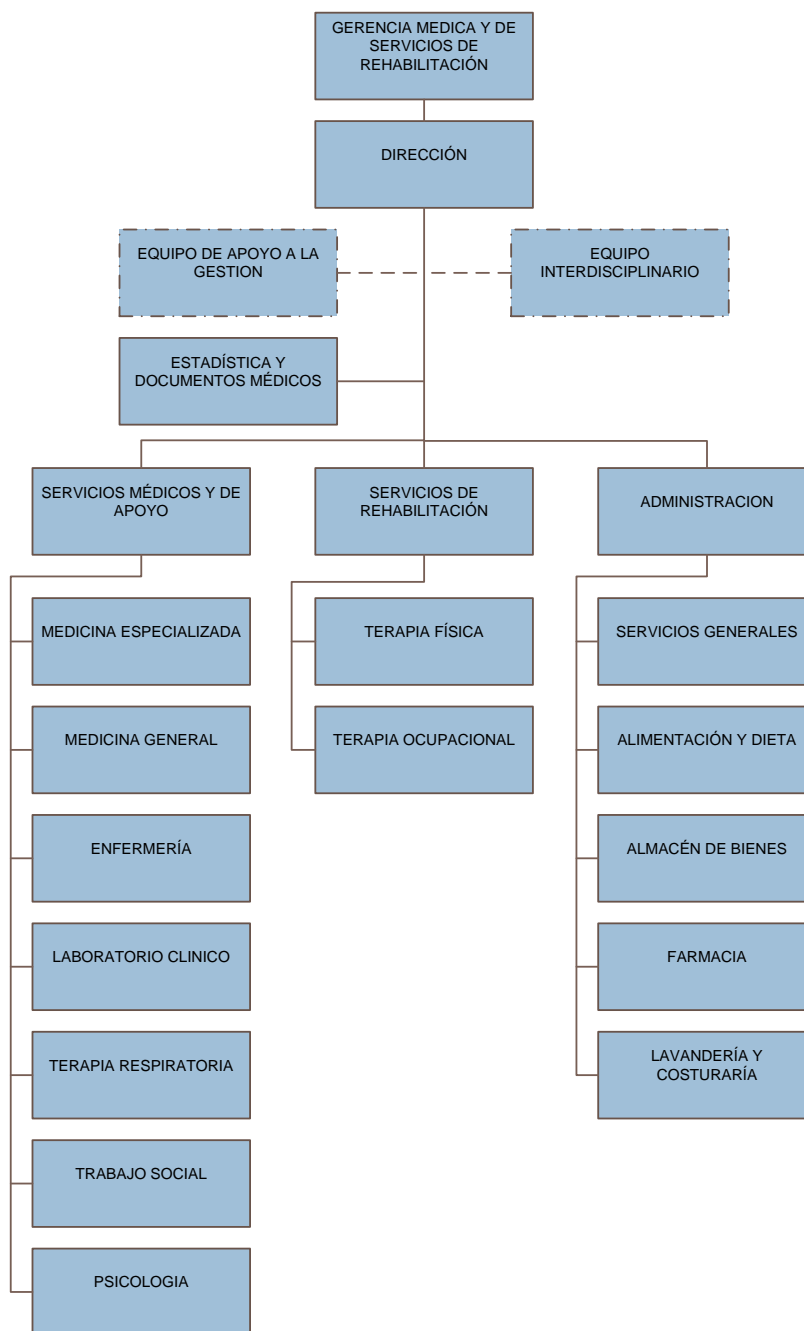 GERENCIA MEDICA Y DE
SERVICIOS DE
REHABILITACIÓN
DIRECCIÓN
EQUIPO DE APOYO A LA
GESTION
EQUIPO
INTERDISCIPLINARIO
ESTADÍSTICA Y
DOCUMENTOS MÉDICOS
SERVICIOS MÉDICOS Y DE
APOYO
SERVICIOS DE
REHABILITACIÓN
ADMINISTRACION
MEDICINA ESPECIALIZADA
MEDICINA GENERAL
ENFERMERÍA
LABORATORIO CLINICO
TERAPIA RESPIRATORIA
TRABAJO SOCIAL
PSICOLOGIA
TERAPIA FÍSICA
TERAPIA OCUPACIONAL
SERVICIOS GENERALES
ALIMENTACIÓN Y DIETA
ALMACÉN DE BIENES
FARMACIA
LAVANDERÍA Y
COSTURARÍA